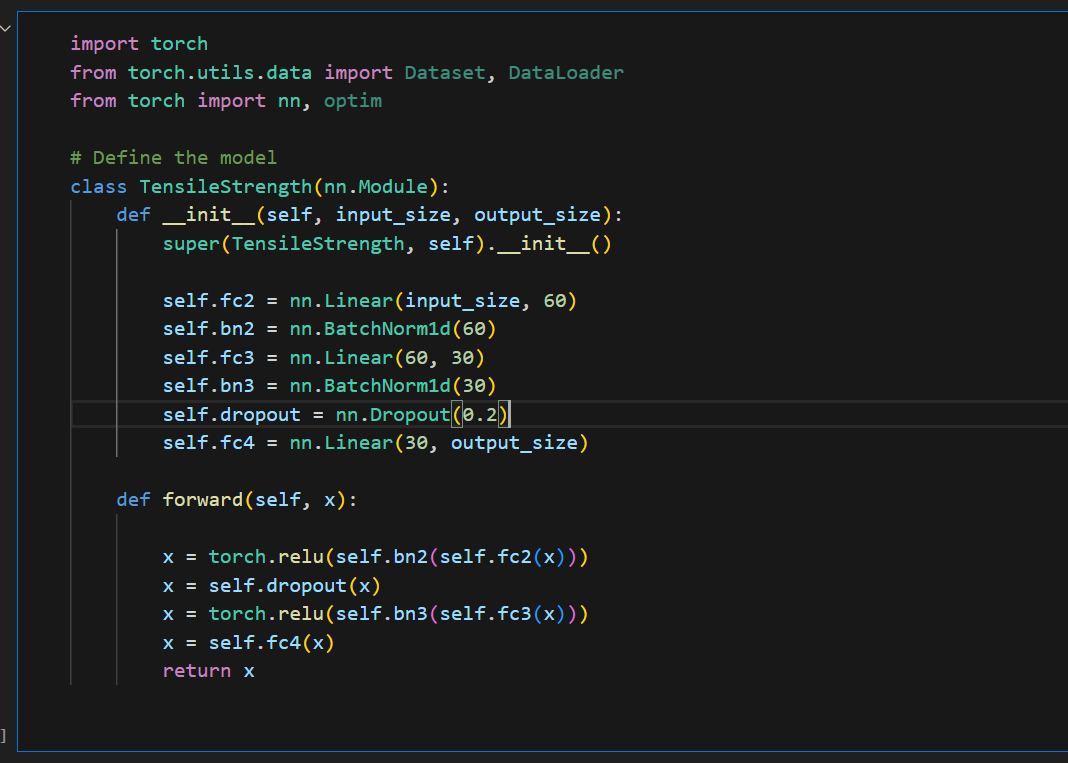 import torch
from torch.utils.data import Dataset, DataLoader
from torch import nn, optim

# Define the model
class TensileStrength(nn.Module):
    def __init__(self, input_size, output_size):
        super(TensileStrength, self).__init__()

        self.fc2 = nn.Linear(input_size, 60)
        self.bn2 = nn.BatchNorm1d(60)
        self.fc3 = nn.Linear(60, 30)
        self.bn3 = nn.BatchNorm1d(30)
        self.dropout = nn.Dropout(0.2)
        self.fc4 = nn.Linear(30, output_size)

    def forward(self, x):

        x = torch.relu(self.bn2(self.fc2(x)))
        x = self.dropout(x)
        x = torch.relu(self.bn3(self.fc3(x)))
        x = self.fc4(x)
        return x
]